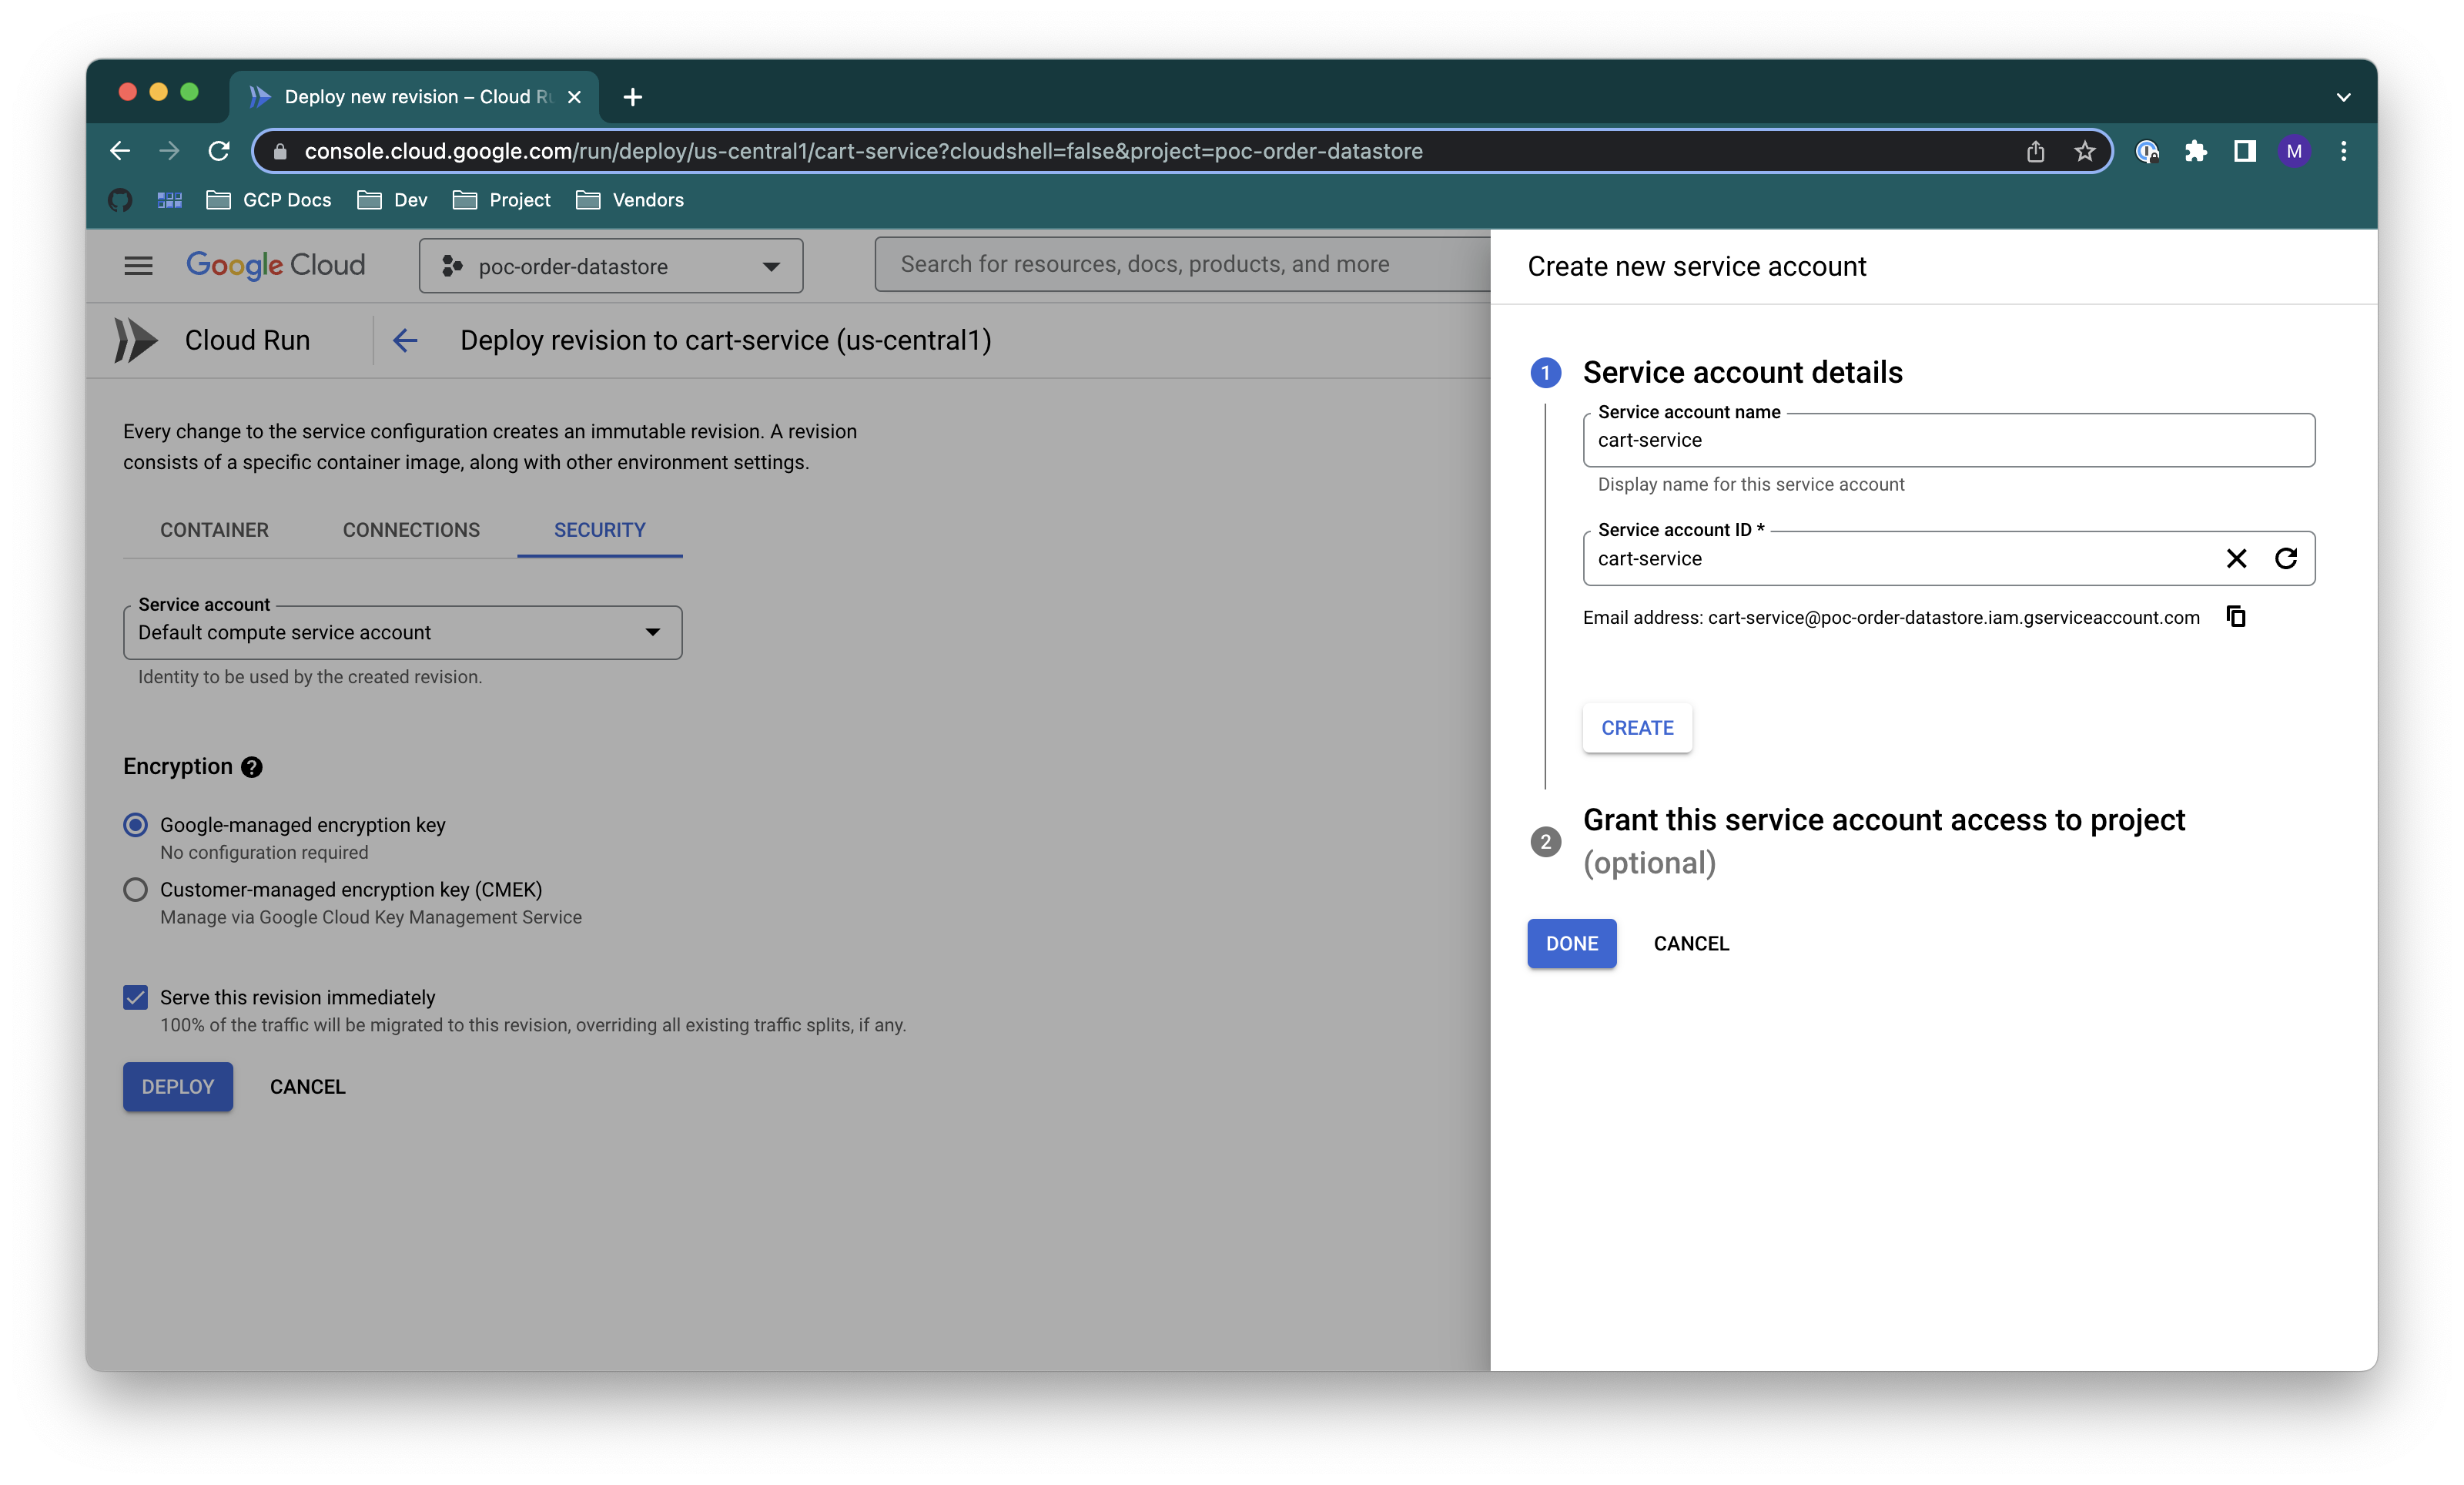 Deploy new revision – Cloud Ru
console.cloud.google.com/run/deploy/us-central1/cart-service?cloudshell=false&project=poc-order-datastore
M
GCP Docs
Dev
Project
Vendors
Google Cloud
poc-order-datastore
Search for resources, docs, products, and more
Cloud Run
Deploy revision to cart-service (us-central1)
Every change to the service configuration creates an immutable revision. A revision
consists of a specific container image, along with other environment settings.
CONTAINER
CONNECTIONS
SECURITY
Service account
Default compute service account
Identity to be used by the created revision.
Encryption
Google-managed encryption key
No configuration required
Customer-managed encryption key (CMEK)
Manage via Google Cloud Key Management Service
Serve this revision immediately
100% of the traffic will be migrated to this revision, overriding all existing traffic splits, if any.
DEPLOY
CANCEL
Create new service account
1
Service account details
Service account name
cart-service
Display name for this service account
Service account ID *
cart-service
Email address: cart-service@poc-order-datastore.iam.gserviceaccount.com
CREATE
2
Grant this service account access to project
(optional)
DONE
CANCEL